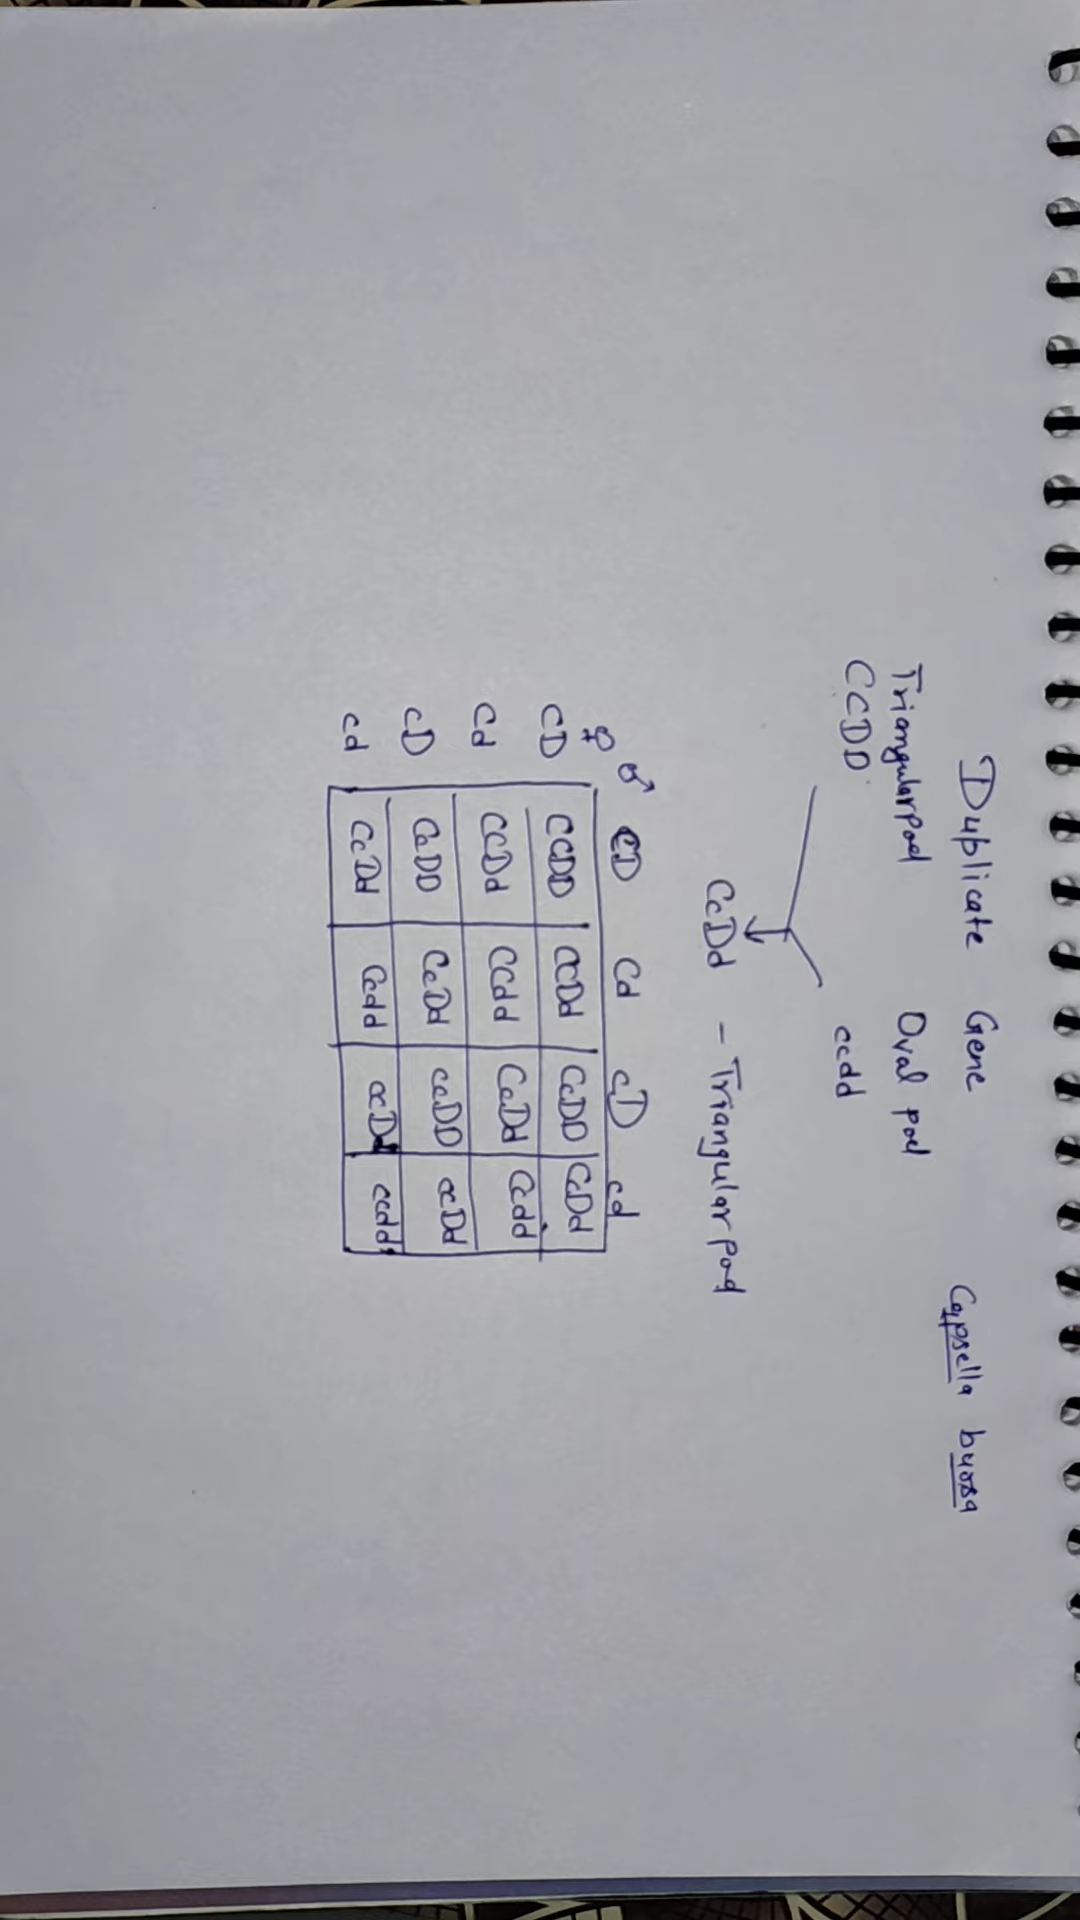 Dublicate Gene Capsella bursa
Triangular pod Oval pod
CCDD ccdd
CcDd - Triangular pod
♀ ♂ CD Cd cD cd
CD CCDD CCDd CcDD CcDd
Cd CCDd CCdd CcDd Ccdd
cD CcDD CcDd ccDD ccDd
cd CcDd Ccdd ccDd ccdd